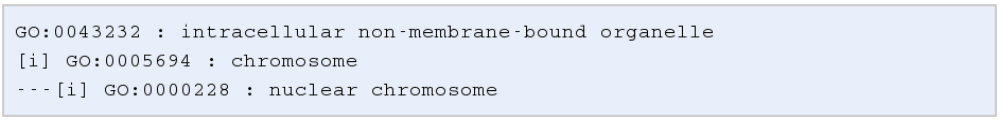 GO:0043232 : intracellular non-membrane-bound organelle
[i] GO:0005694 : chromosome
---[i] GO:0000228 : nuclear chromosome